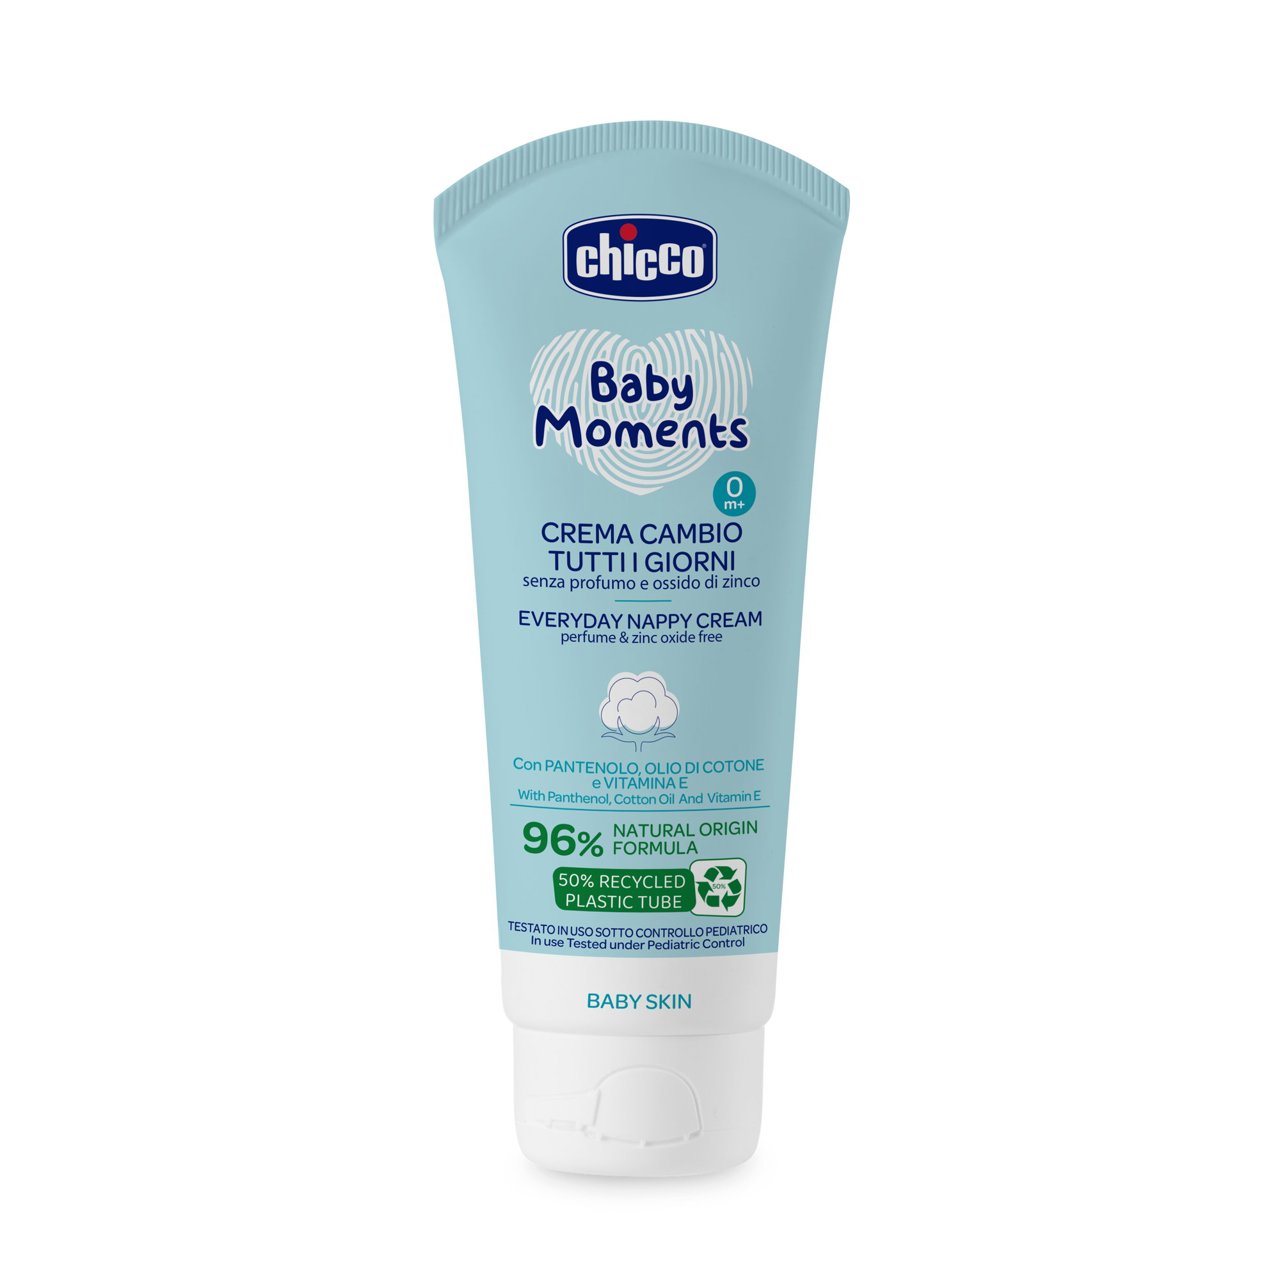 chicco
Baby
Moments
0
m+
CREMA CAMBIO
TUTTI I GIORNI
senza profumo e ossido di zinco
EVERYDAY NAPPY CREAM
perfume & zinc oxide free
Con PANTENOLO, OLIO DI COTONE
e VITAMINA E
With Panthenol, Cotton Oil And Vitamin E
96% NATURAL ORIGIN
FORMULA
50% RECYCLED
PLASTIC TUBE
50%
TESTATO IN USO SOTTO CONTROLLO PEDIATRICO
In use Tested under Pediatric Control
BABY SKIN